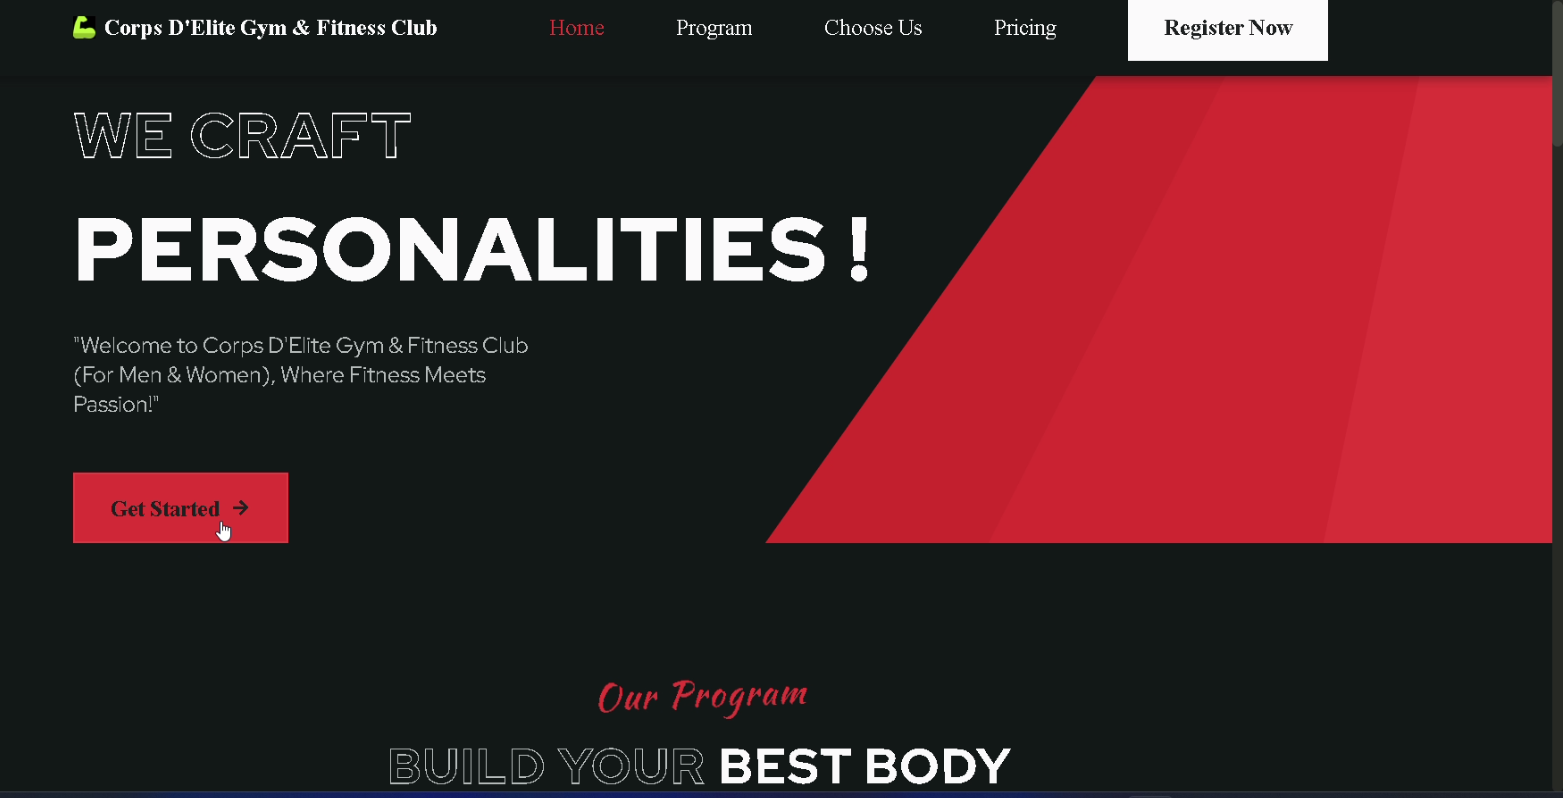 Corps D'Elite Gym & Fitness Club
Home
Program
Choose Us
Pricing
Register Now
WE CRAFT
PERSONALITIES !
"Welcome to Corps D'Elite Gym & Fitness Club
(For Men & Women), Where Fitness Meets
Passion!"
Get Started →
Our Program
BUILD YOUR BEST BODY